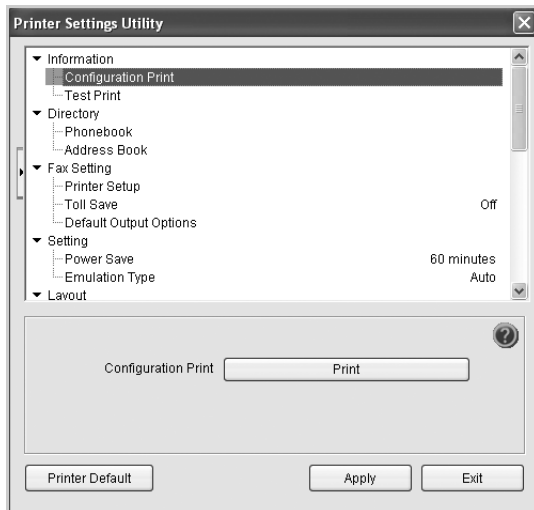 Printer Settings Utility
Information
Configuration Print
Test Print
Directory
Phonebook
Address Book
Fax Setting
Printer Setup
Toll Save Off
Default Output Options
Setting
Power Save 60 minutes
Emulation Type Auto
Layout
?
Configuration Print Print
Printer Default Apply Exit